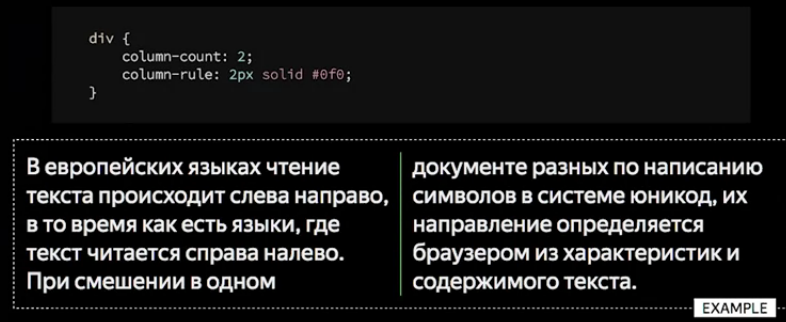 div {
    column-count: 2;
    column-rule: 2px solid #0f0;
}
В европейских языках чтение
текста происходит слева направо,
в то время как есть языки, где
текст читается справа налево.
При смешении в одном
документе разных по написанию
символов в системе юникод, их
направление определяется
браузером из характеристик и
содержимого текста.
EXAMPLE